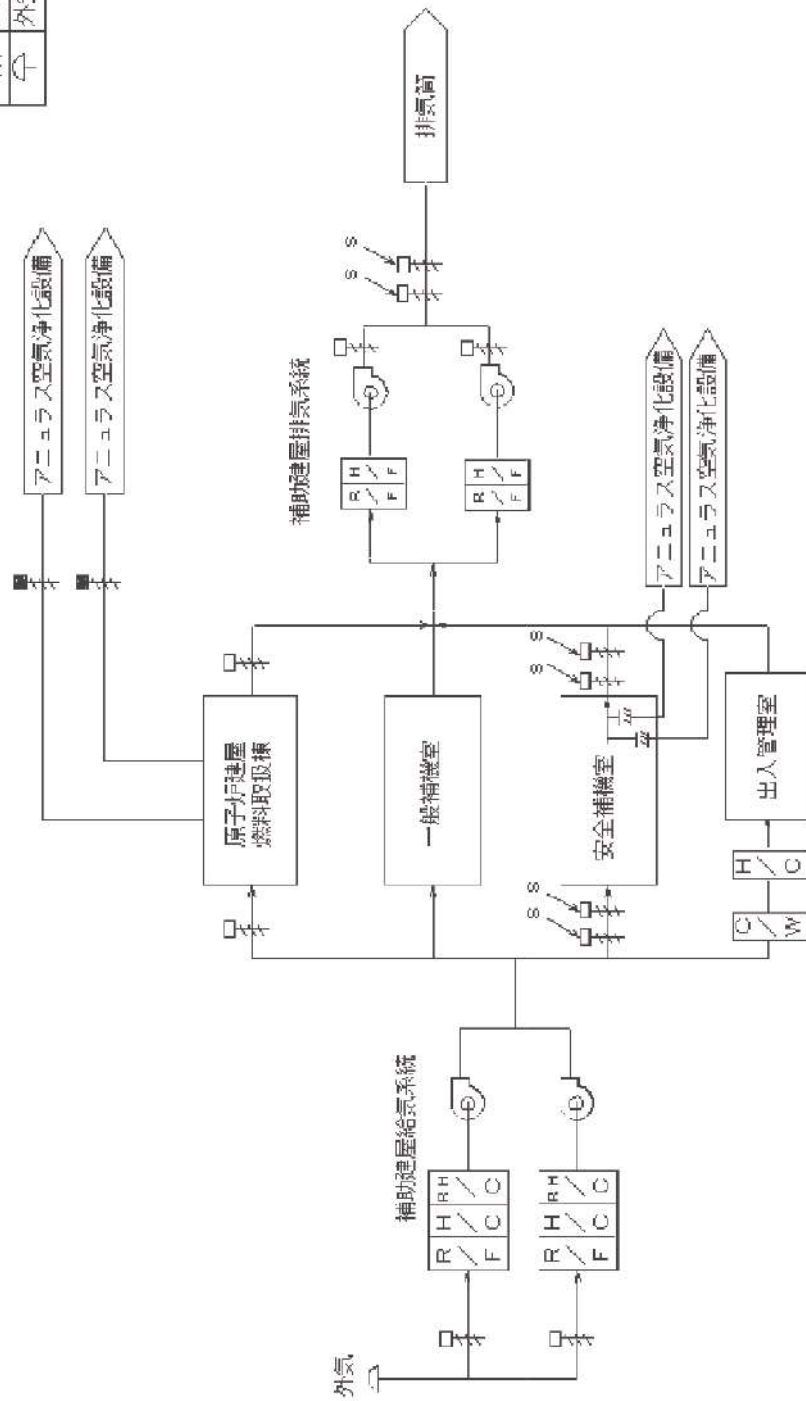 外
アニュラス空気浄化設備
アニュラス空気浄化設備
排気筒
S
S
補助建屋排気系統
R/F
H/F
R/F
H/F
原子炉建屋
燃料取扱棟
一般補機室
S
S
安全補機室
S
S
アニュラス空気浄化設備
アニュラス空気浄化設備
出入管理室
C/W
H/C
補助建屋給気系統
R/F
H/C
RH/C
R/F
H/C
RH/C
外気